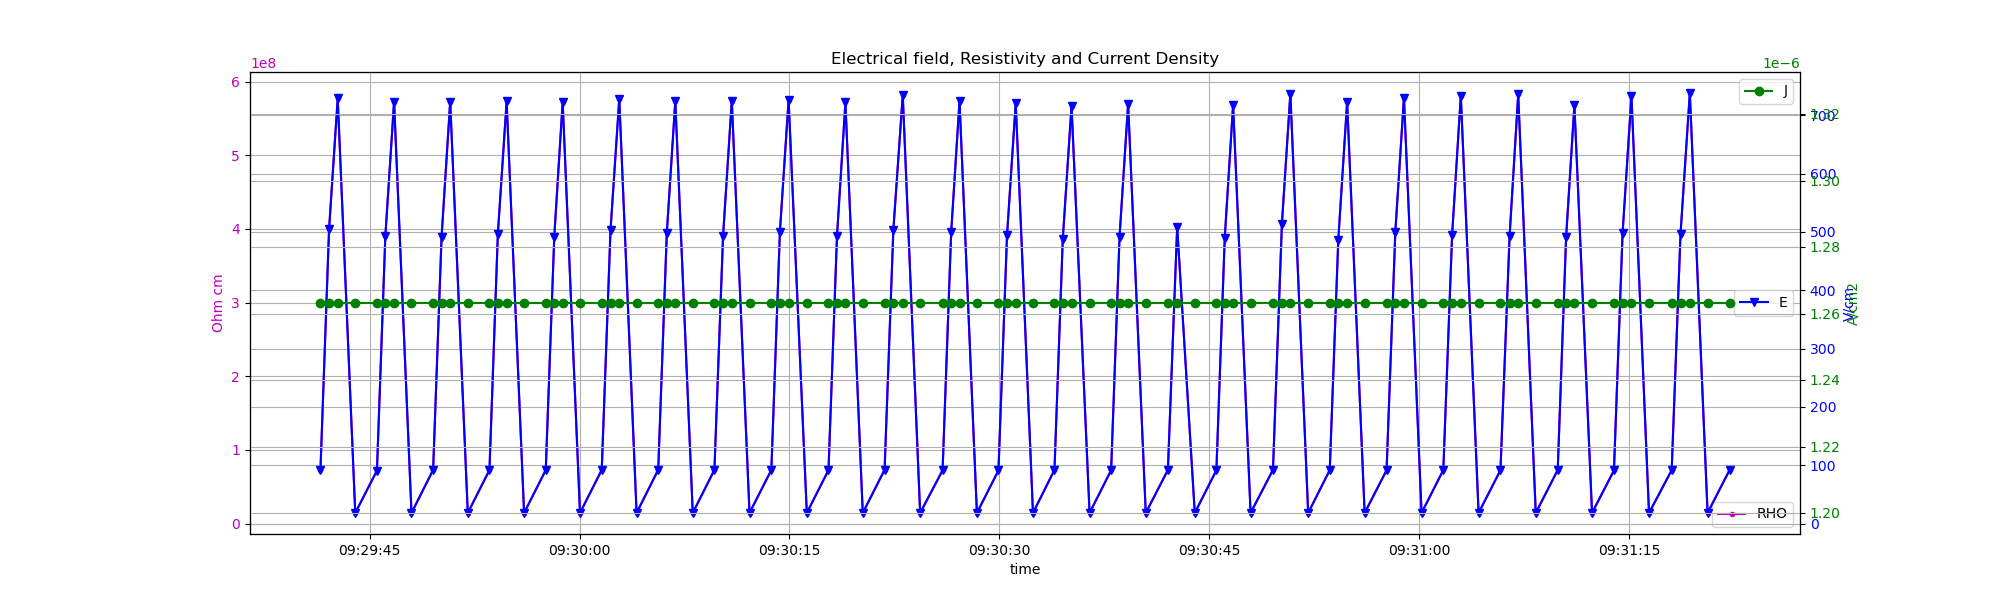 Electrical field, Resistivity and Current Density
1e8
1e−6
6
5
4
3
2
1
0
Ohm cm
J
E
RHO
1.32
1.30
1.28
1.26
1.24
1.22
1.20
A/cm2
700
600
500
400
300
200
100
0
V/cm
09:29:45
09:30:00
09:30:15
09:30:30
09:30:45
09:31:00
09:31:15
time